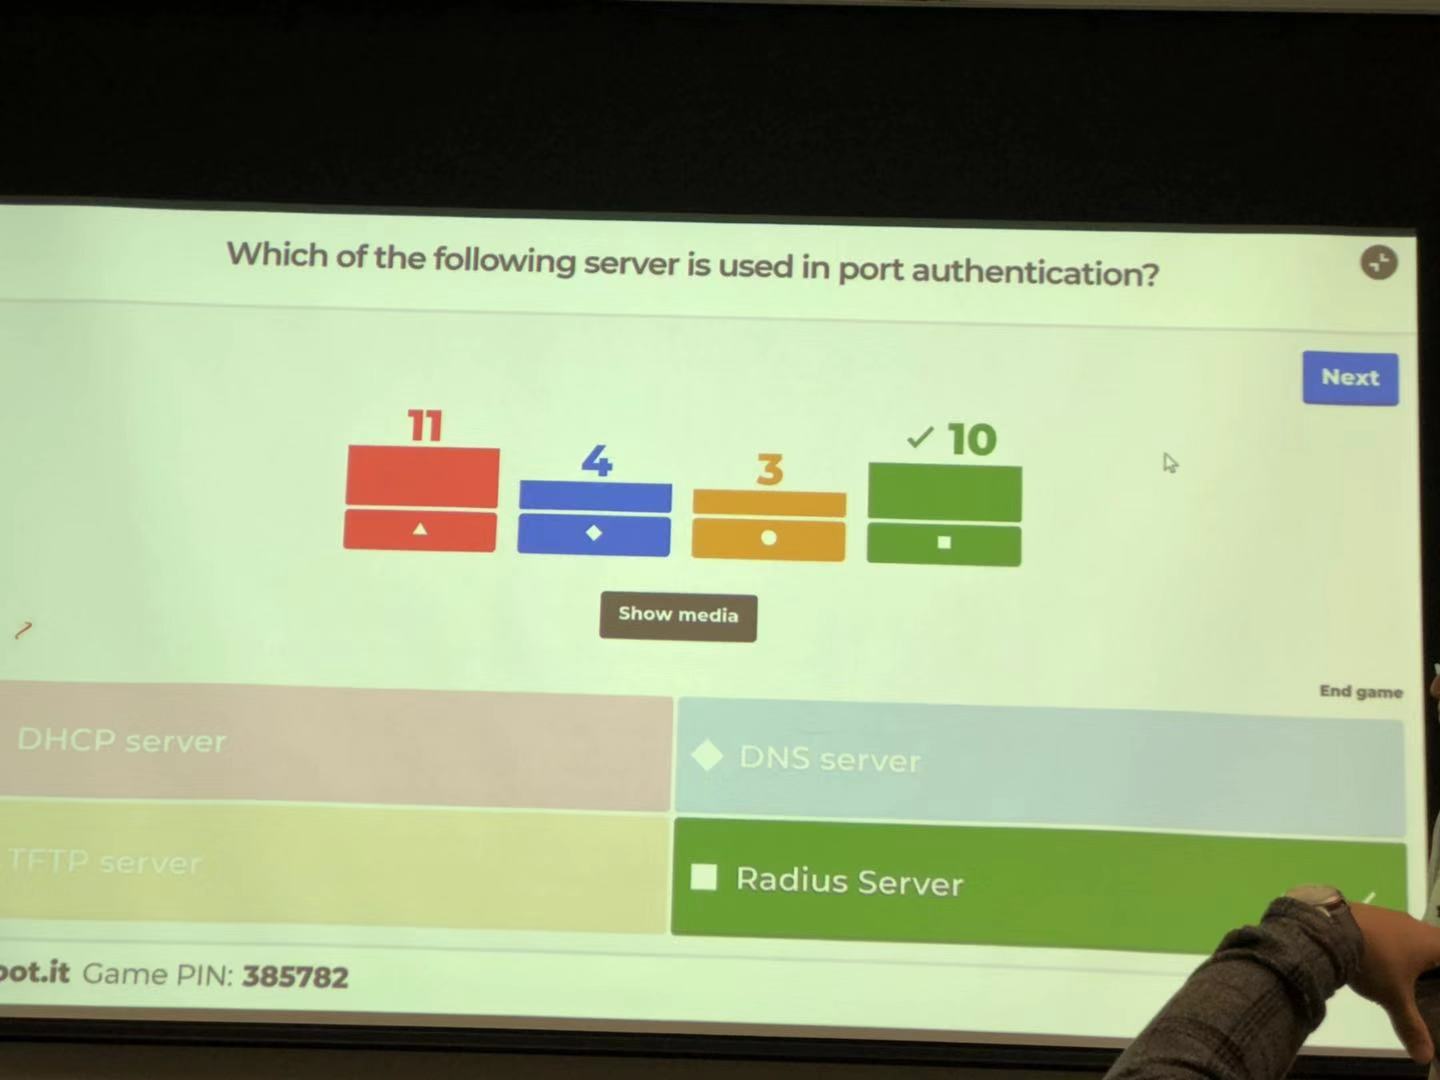 Which of the following server is used in port authentication?
Next
11
4
3
10
Show media
End game
DHCP server
DNS server
TFTP server
Radius Server
oot.it Game PIN: 385782